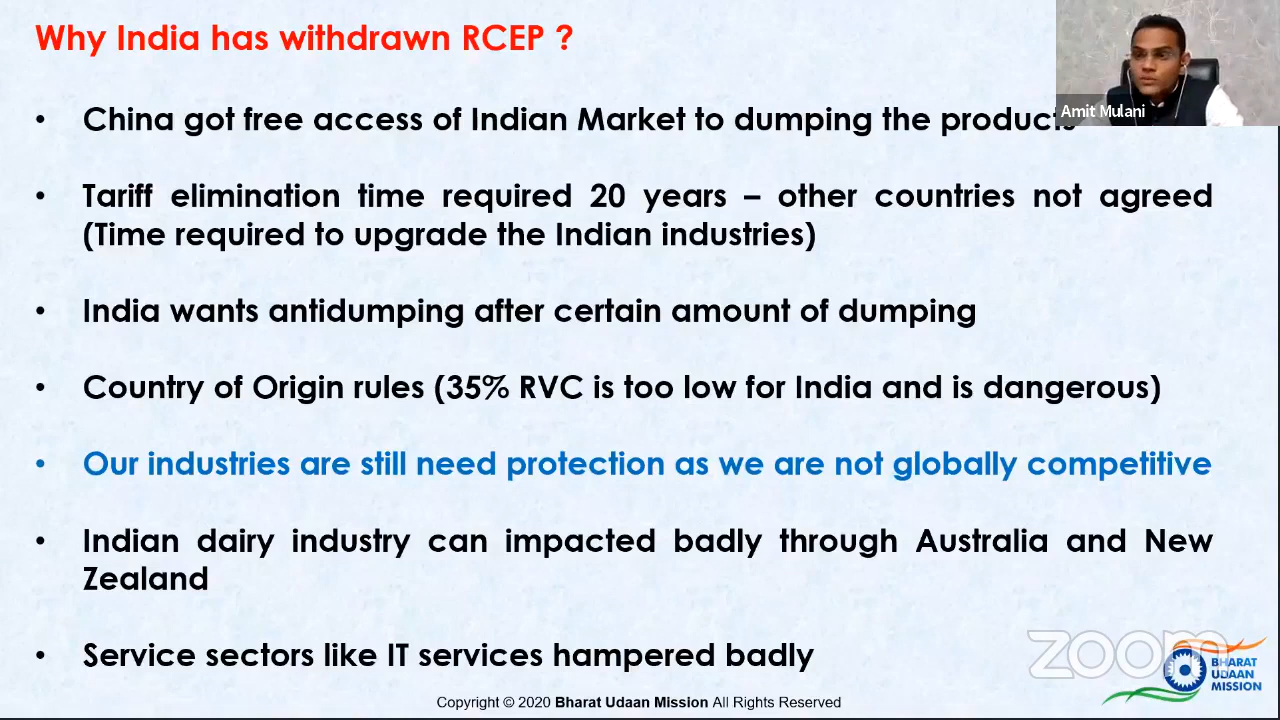 Why India has withdrawn RCEP ?
• China got free access of Indian Market to dumping the products
Amit Mulani
• Tariff elimination time required 20 years – other countries not agreed
(Time required to upgrade the Indian industries)
• India wants antidumping after certain amount of dumping
• Country of Origin rules (35% RVC is too low for India and is dangerous)
• Our industries are still need protection as we are not globally competitive
• Indian dairy industry can impacted badly through Australia and New
Zealand
• Service sectors like IT services hampered badly
zoom
BHARAT
UDAAN
MISSION
Copyright © 2020 Bharat Udaan Mission All Rights Reserved